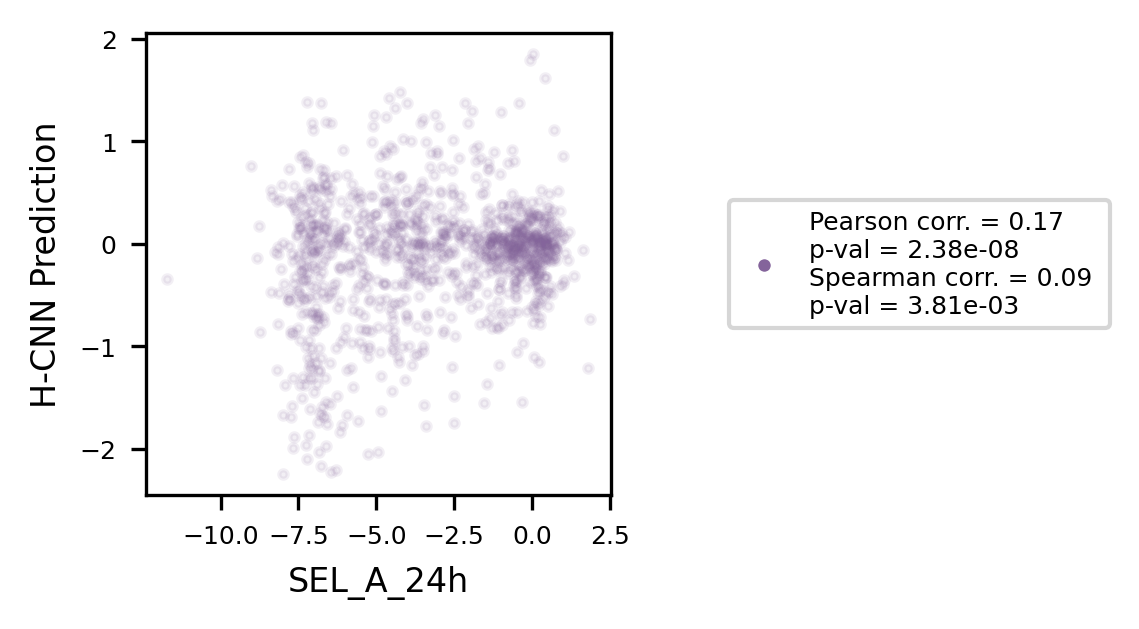 2
1
0
−1
−2
H-CNN Prediction
−10.0 −7.5 −5.0 −2.5 0.0 2.5
SEL_A_24h
Pearson corr. = 0.17
p-val = 2.38e-08
Spearman corr. = 0.09
p-val = 3.81e-03